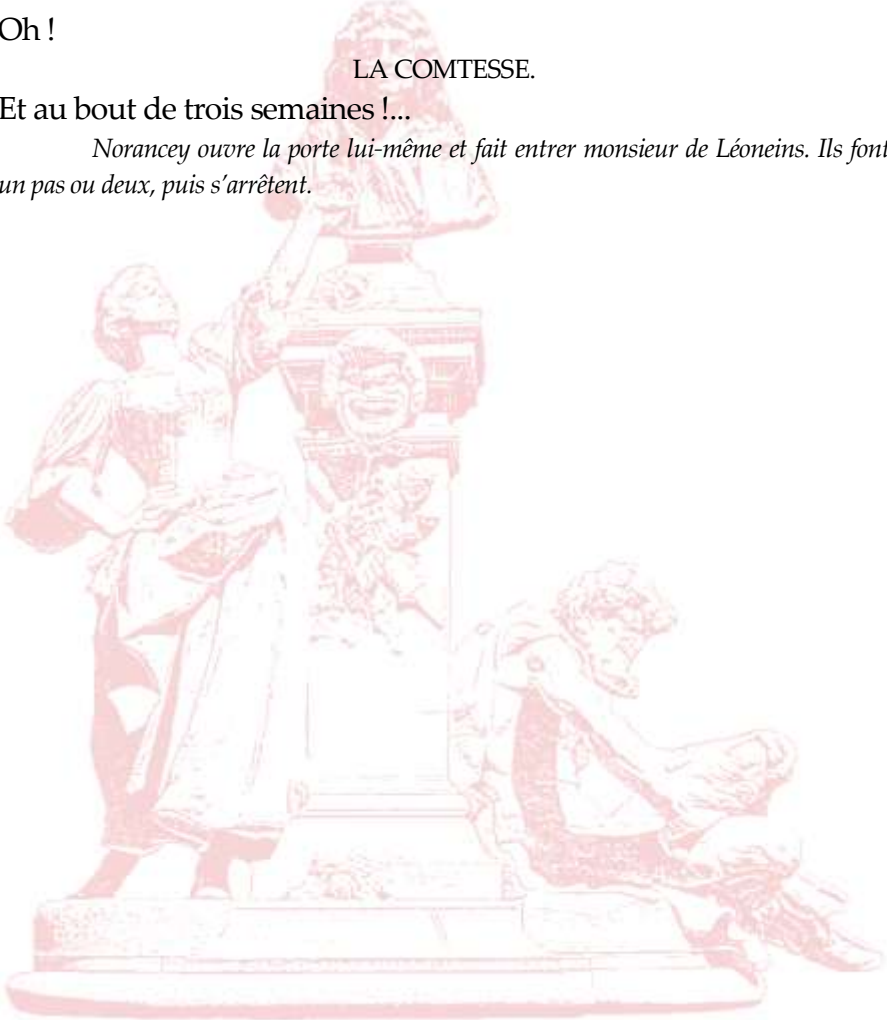 Oh !
LA COMTESSE.
Et au bout de trois semaines !...
Norancey ouvre la porte lui-même et fait entrer monsieur de Léoneins. Ils font
un pas ou deux, puis s’arrêtent.